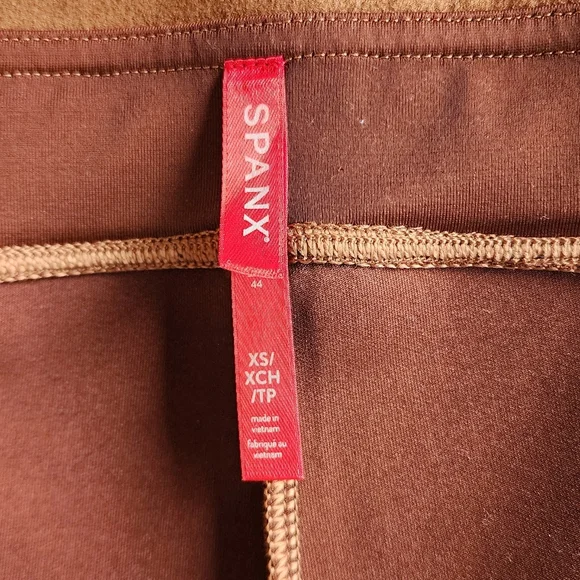 SPANX®
44
XS/
XCH
/TP
made in
vietnam
fabriqué au
vietnam